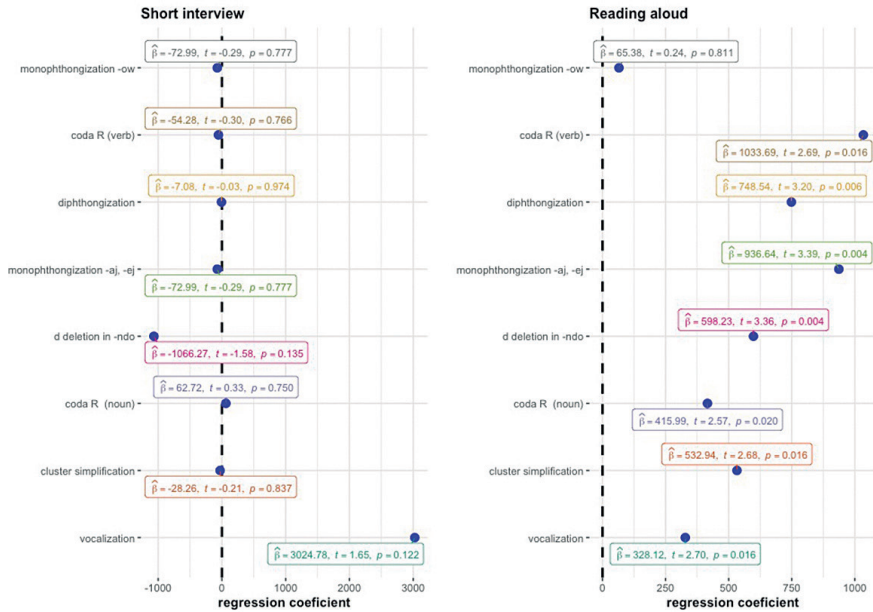 Short interview
monophthongization -ow
β̂ = -72.99, t = -0.29, p = 0.777
coda R (verb)
β̂ = -54.28, t = -0.30, p = 0.766
diphthongization
β̂ = -7.08, t = -0.03, p = 0.974
monophthongization -aj, -ej
β̂ = -72.99, t = -0.29, p = 0.777
d deletion in -ndo
β̂ = -1066.27, t = -1.58, p = 0.135
coda R (noun)
β̂ = 62.72, t = 0.33, p = 0.750
cluster simplification
β̂ = -28.26, t = -0.21, p = 0.837
vocalization
β̂ = 3024.78, t = 1.65, p = 0.122
-1000 0 1000 2000 3000
regression coeficient
Reading aloud
monophthongization -ow
β̂ = 65.38, t = 0.24, p = 0.811
coda R (verb)
β̂ = 1033.69, t = 2.69, p = 0.016
diphthongization
β̂ = 748.54, t = 3.20, p = 0.006
monophthongization -aj, -ej
β̂ = 936.64, t = 3.39, p = 0.004
d deletion in -ndo
β̂ = 598.23, t = 3.36, p = 0.004
coda R (noun)
β̂ = 415.99, t = 2.57, p = 0.020
cluster simplification
β̂ = 532.94, t = 2.68, p = 0.016
vocalization
β̂ = 328.12, t = 2.70, p = 0.016
0 250 500 750 1000
regression coeficient